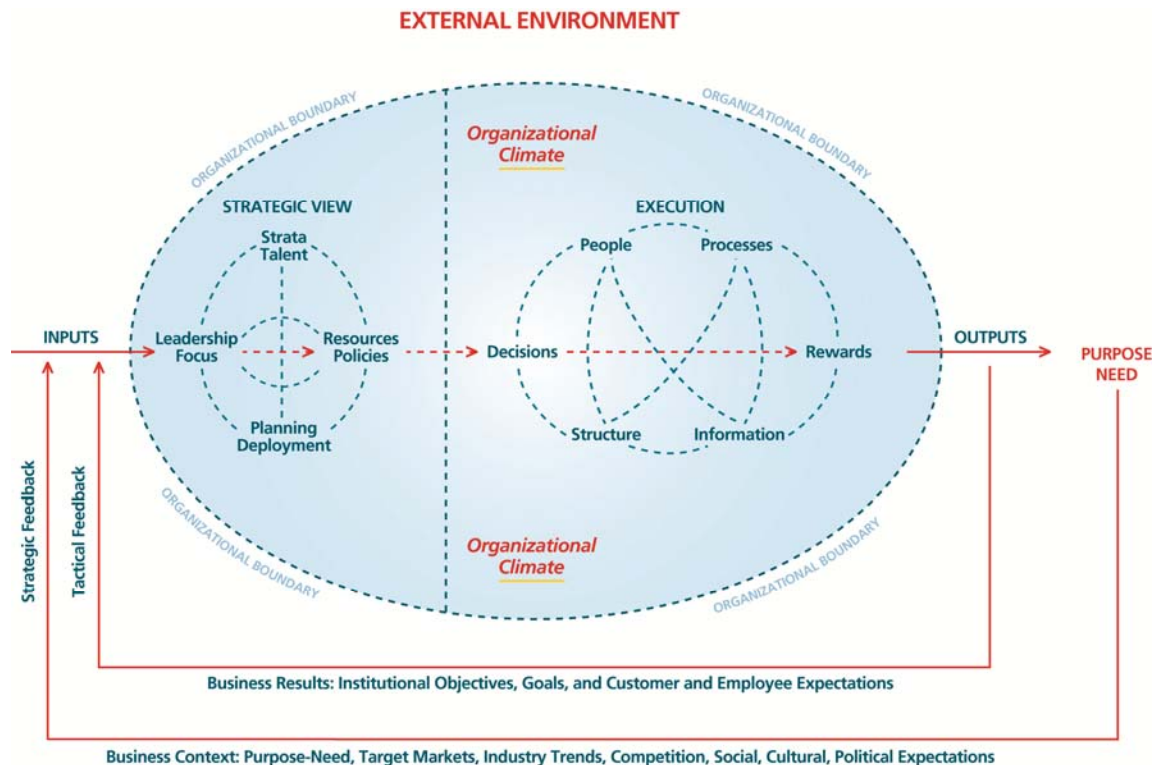 EXTERNAL ENVIRONMENT
ORGANIZATIONAL BOUNDARY
ORGANIZATIONAL BOUNDARY
Organizational
Climate
STRATEGIC VIEW
EXECUTION
Strata
Talent
People
Processes
INPUTS
Leadership
Focus
Resources
Policies
Decisions
Rewards
OUTPUTS
PURPOSE
NEED
Planning
Deployment
Structure
Information
Strategic Feedback
Tactical Feedback
ORGANIZATIONAL BOUNDARY
Organizational
Climate
ORGANIZATIONAL BOUNDARY
Business Results: Institutional Objectives, Goals, and Customer and Employee Expectations
Business Context: Purpose-Need, Target Markets, Industry Trends, Competition, Social, Cultural, Political Expectations